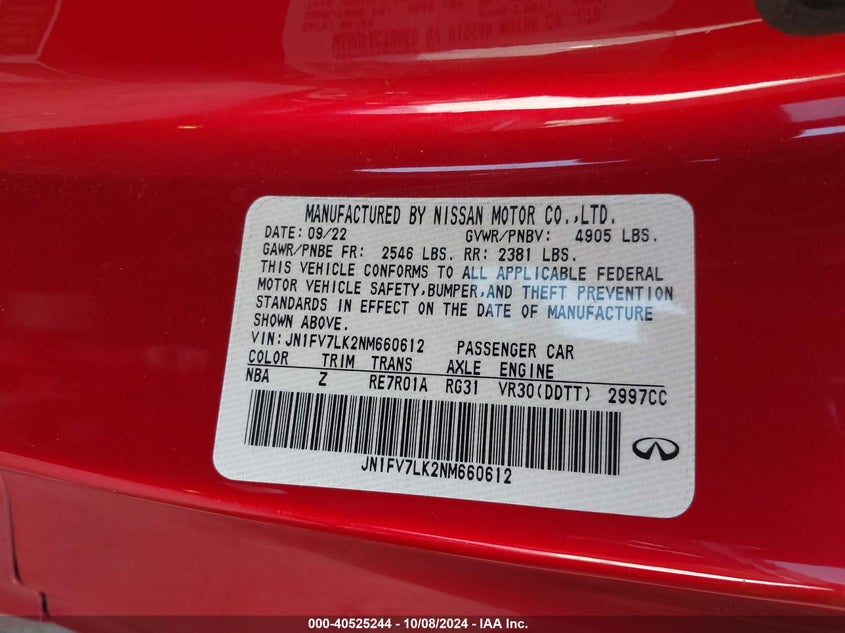 MANUFACTURED BY NISSAN MOTOR CO.,LTD.
DATE: 09/22 GVWR/PNBV: 4905 LBS.
GAWR/PNBE FR: 2546 LBS. RR: 2381 LBS.
THIS VEHICLE CONFORMS TO ALL APPLICABLE FEDERAL
MOTOR VEHICLE SAFETY,BUMPER,AND THEFT PREVENTION
STANDARDS IN EFFECT ON THE DATE OF MANUFACTURE
SHOWN ABOVE.
VIN:JN1FV7LK2NM660612 PASSENGER CAR
COLOR TRIM TRANS AXLE ENGINE
NBA Z RE7R01A RG31 VR30(DDTT) 2997CC
JN1FV7LK2NM660612
000-40525244 - 10/08/2024 - IAA Inc.